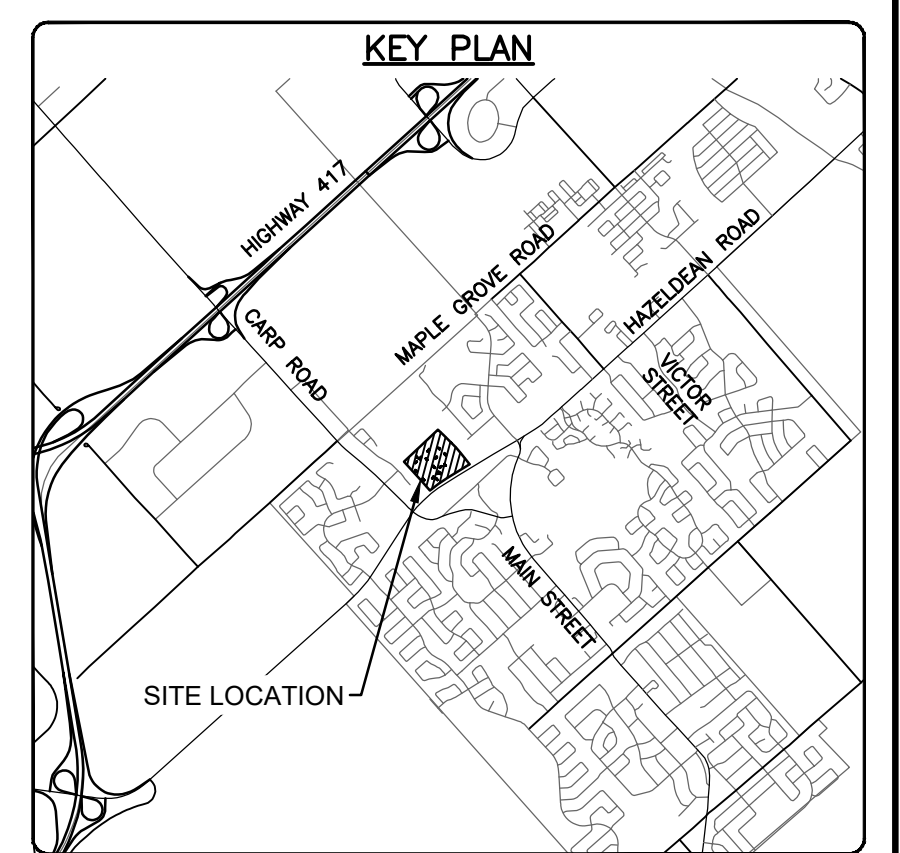 KEY PLAN
HIGHWAY 417
MAPLE GROVE ROAD
HAZELDEAN ROAD
CARP ROAD
VICTOR
STREET
MAIN STREET
SITE LOCATION